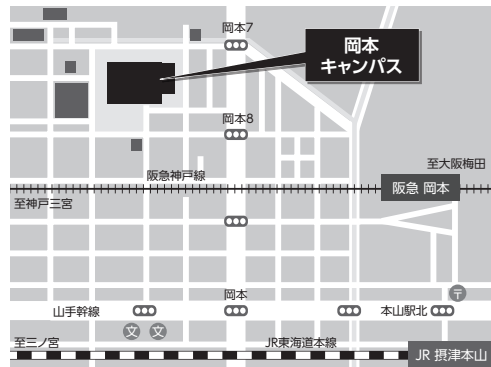 岡本7
岡本
キャンパス
岡本8
阪急神戸線
至大阪梅田
阪急 岡本
至神戸三宮
〒
岡本
山手幹線
本山駅北
文 文
至三ノ宮
JR東海道本線
JR 摂津本山